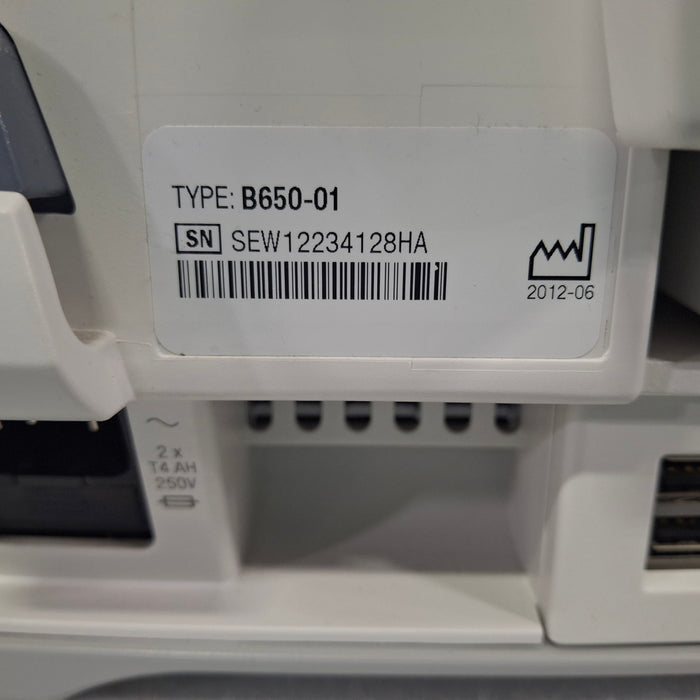 TYPE: B650-01
SN SEW12234128HA
2012-06
~
2 x
T4 AH
250V